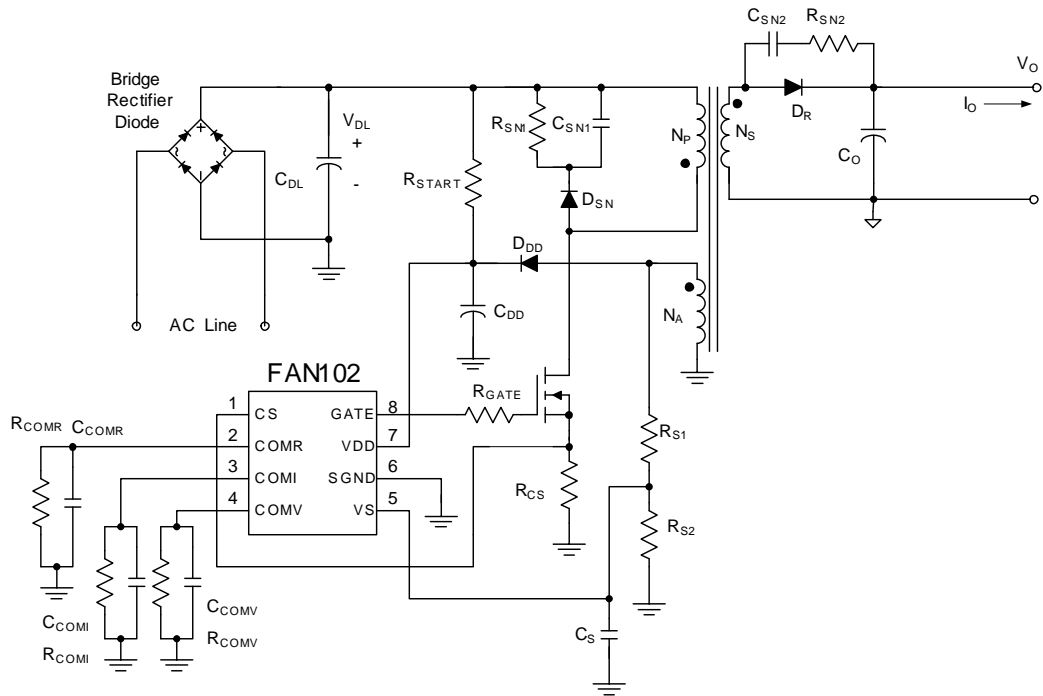 C_SN2 R_SN2
Bridge
Rectifier
Diode
V_DL
+
-
C_DL
R_START
R_SN1
C_SN1
D_SN
N_P
N_S
D_R
C_O
V_O
I_O
D_DD
C_DD
N_A
AC Line
FAN102
1 CS
2 COMR
3 COMI
4 COMV
GATE 8
VDD 7
SGND 6
VS 5
R_GATE
R_CS
R_S1
R_S2
C_S
R_COMR C_COMR
C_COMI
R_COMI
C_COMV
R_COMV